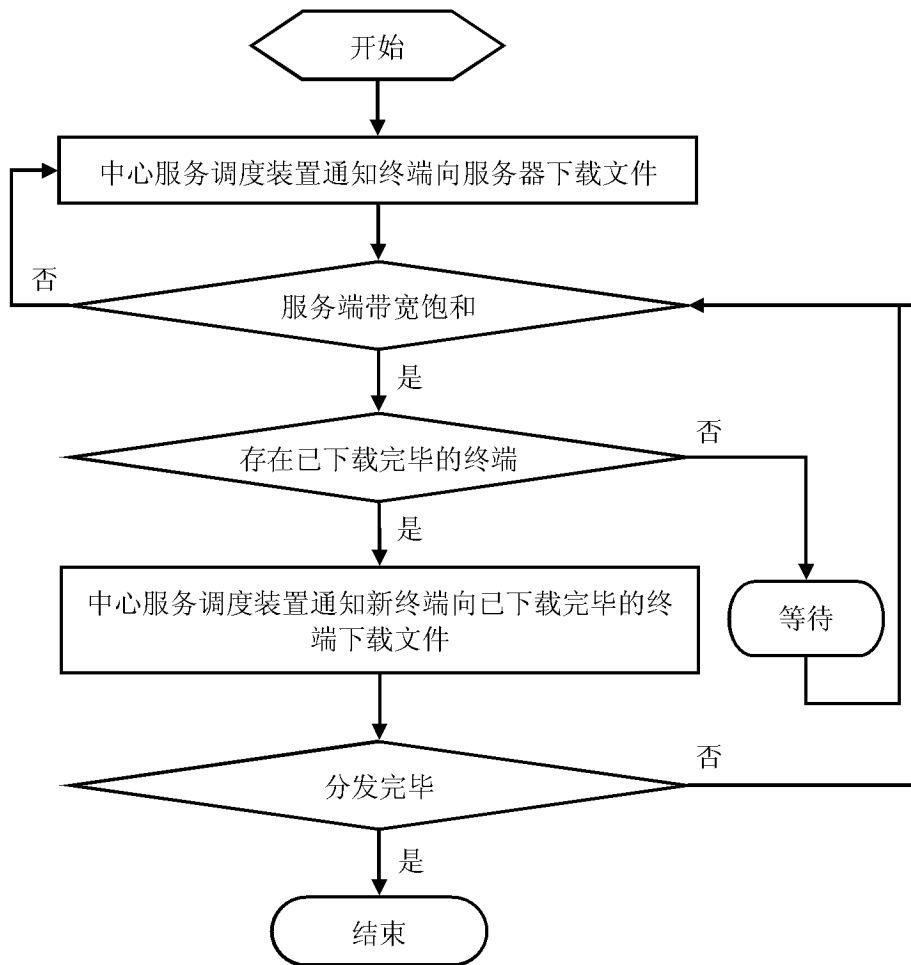 开始
中心服务调度装置通知终端向服务器下载文件
否
服务端带宽饱和
是
否
存在已下载完毕的终端
是
中心服务调度装置通知新终端向已下载完毕的终
端下载文件
等待
否
分发完毕
是
结束